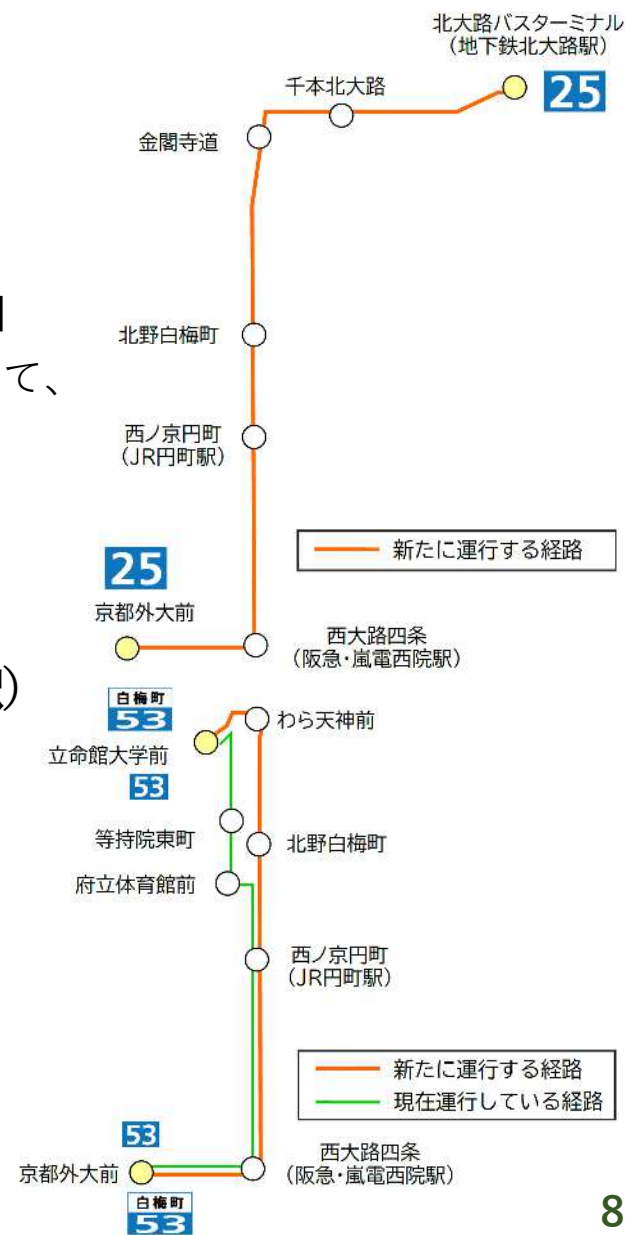 北大路バスターミナル
(地下鉄北大路駅)
25
千本北大路
金閣寺道
北野白梅町
て、
西ノ京円町
(JR円町駅)
新たに運行する経路
25
京都外大前
西大路四条
(阪急・嵐電西院駅)
)
白梅町
53
わら天神前
立命館大学前
53
等持院東町
北野白梅町
府立体育館前
西ノ京円町
(JR円町駅)
新たに運行する経路
現在運行している経路
53
京都外大前
西大路四条
(阪急・嵐電西院駅)
白梅町
53
8